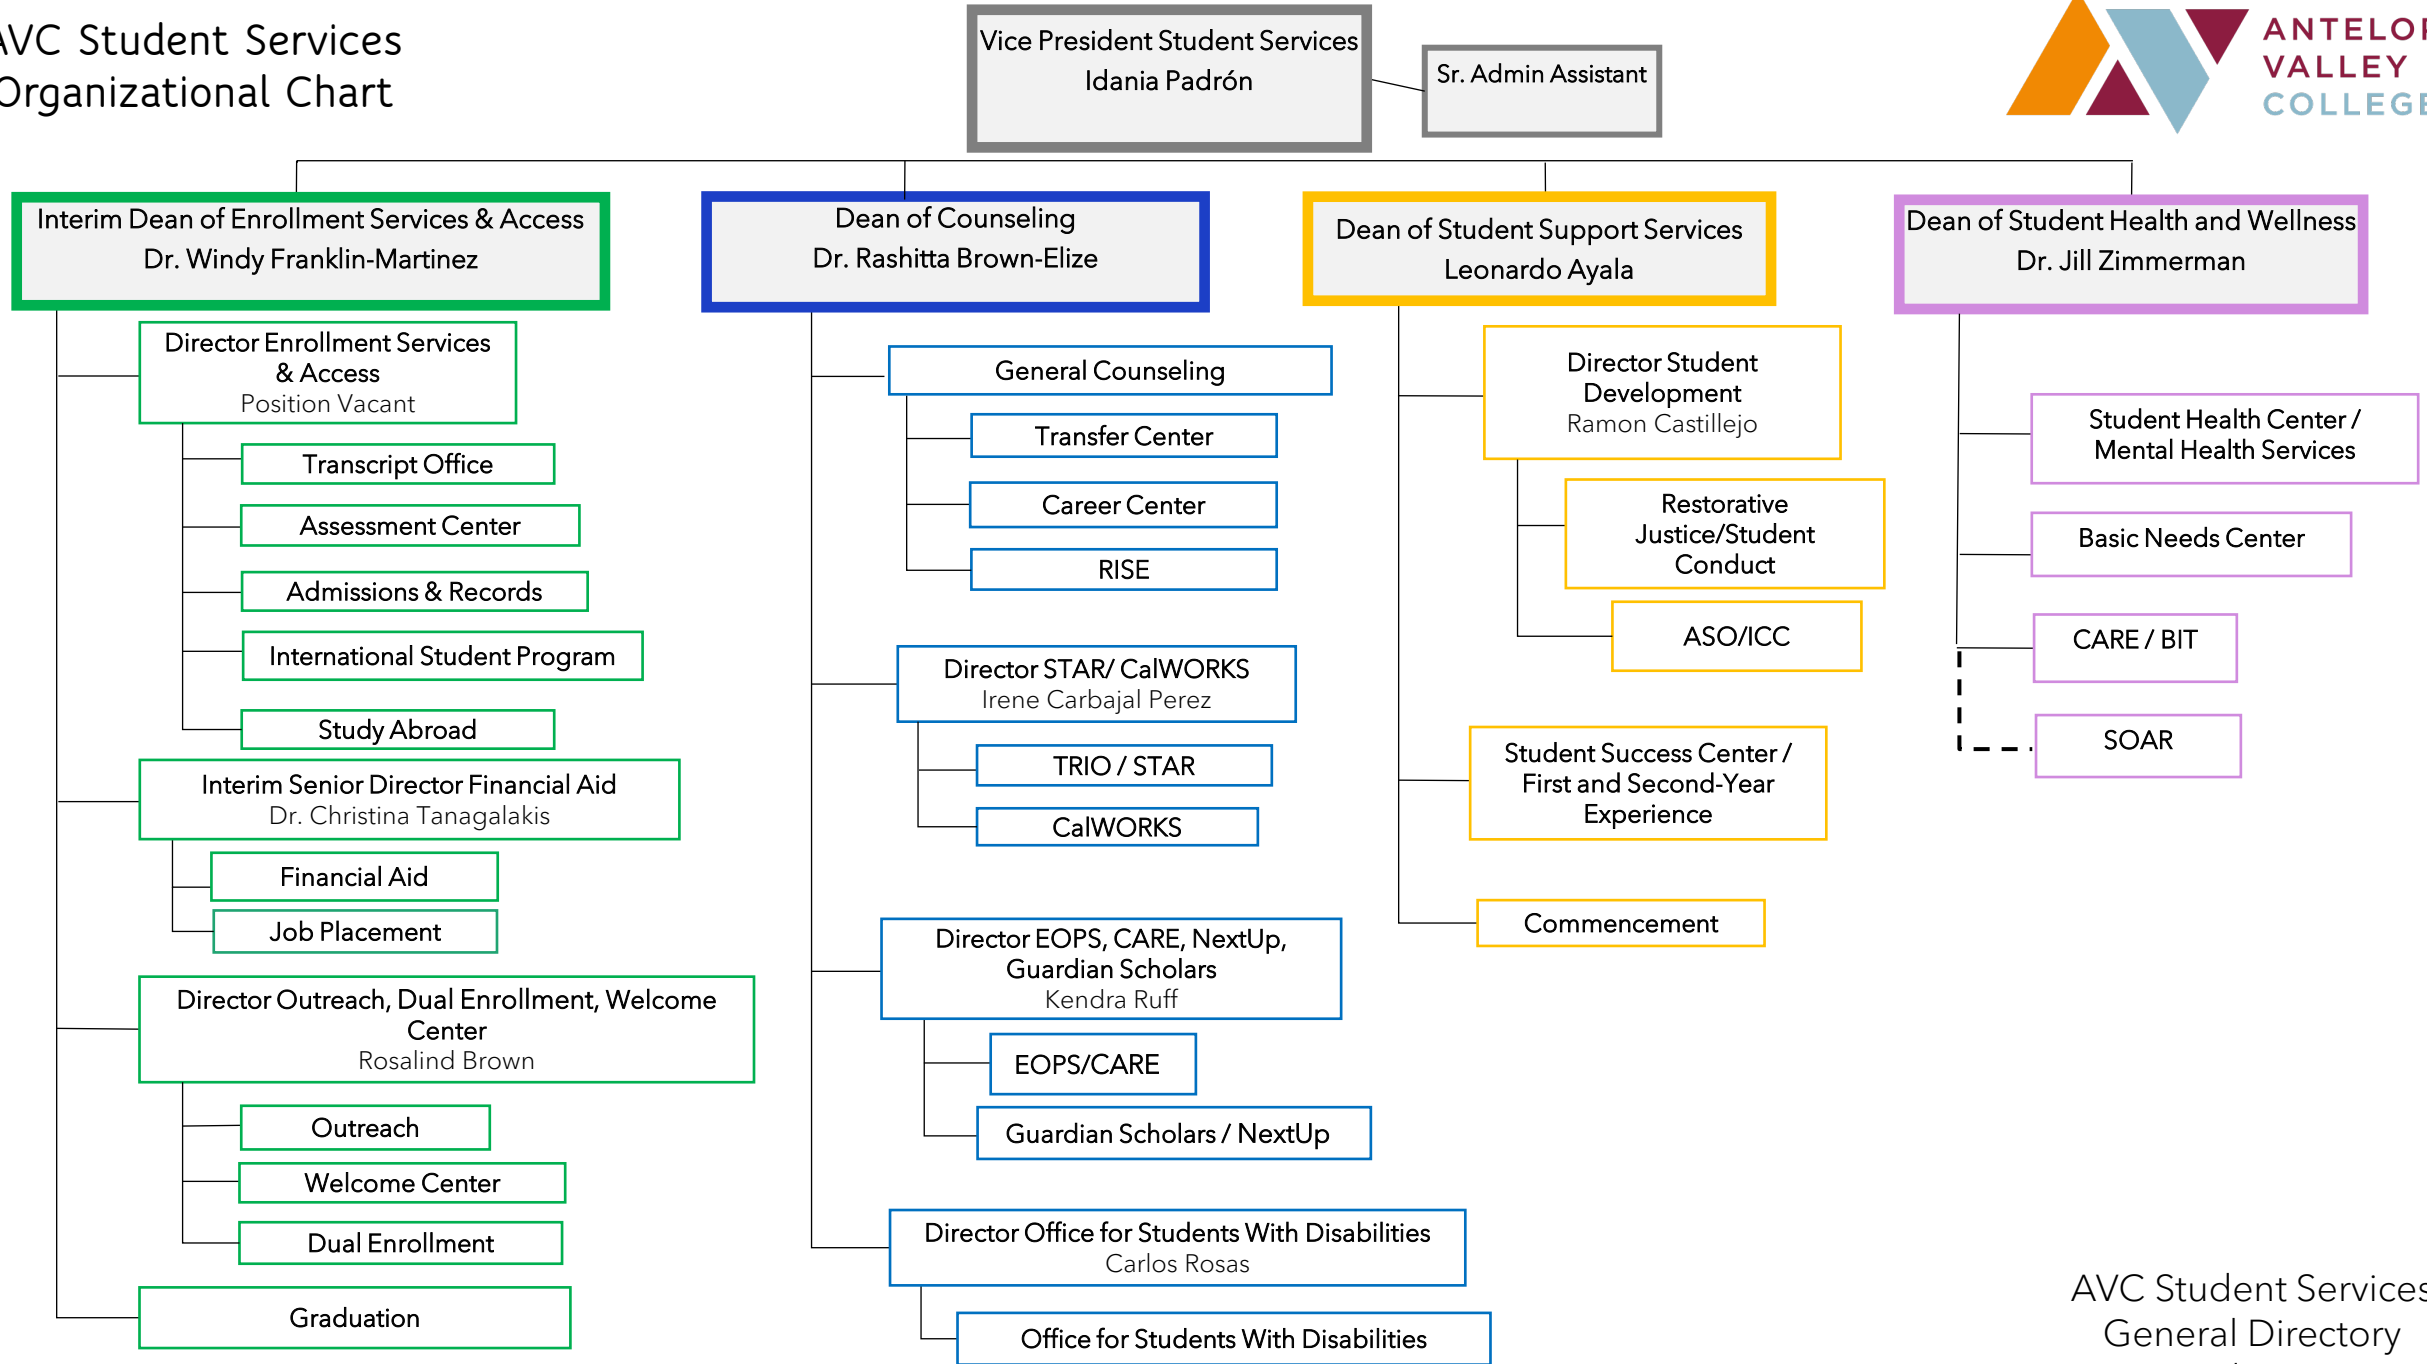 AVC Student Services
Organizational Chart
Vice President Student Services
Idania Padrón
Sr. Admin Assistant
ANTELOP
VALLEY
COLLEGE
Interim Dean of Enrollment Services & Access
Dr. Windy Franklin-Martinez
Director Enrollment Services
& Access
Position Vacant
Transcript Office
Assessment Center
Admissions & Records
International Student Program
Study Abroad
Interim Senior Director Financial Aid
Dr. Christina Tanagalakis
Financial Aid
Job Placement
Director Outreach, Dual Enrollment, Welcome
Center
Rosalind Brown
Outreach
Welcome Center
Dual Enrollment
Graduation
Dean of Counseling
Dr. Rashitta Brown-Elize
General Counseling
Transfer Center
Career Center
RISE
Director STAR/ CalWORKS
Irene Carbajal Perez
TRIO / STAR
CalWORKS
Director EOPS, CARE, NextUp,
Guardian Scholars
Kendra Ruff
EOPS/CARE
Guardian Scholars / NextUp
Director Office for Students With Disabilities
Carlos Rosas
Office for Students With Disabilities
Dean of Student Support Services
Leonardo Ayala
Director Student
Development
Ramon Castillejo
Restorative
Justice/Student
Conduct
ASO/ICC
Student Success Center /
First and Second-Year
Experience
Commencement
Dean of Student Health and Wellness
Dr. Jill Zimmerman
Student Health Center /
Mental Health Services
Basic Needs Center
CARE / BIT
SOAR
AVC Student Services
General Directory